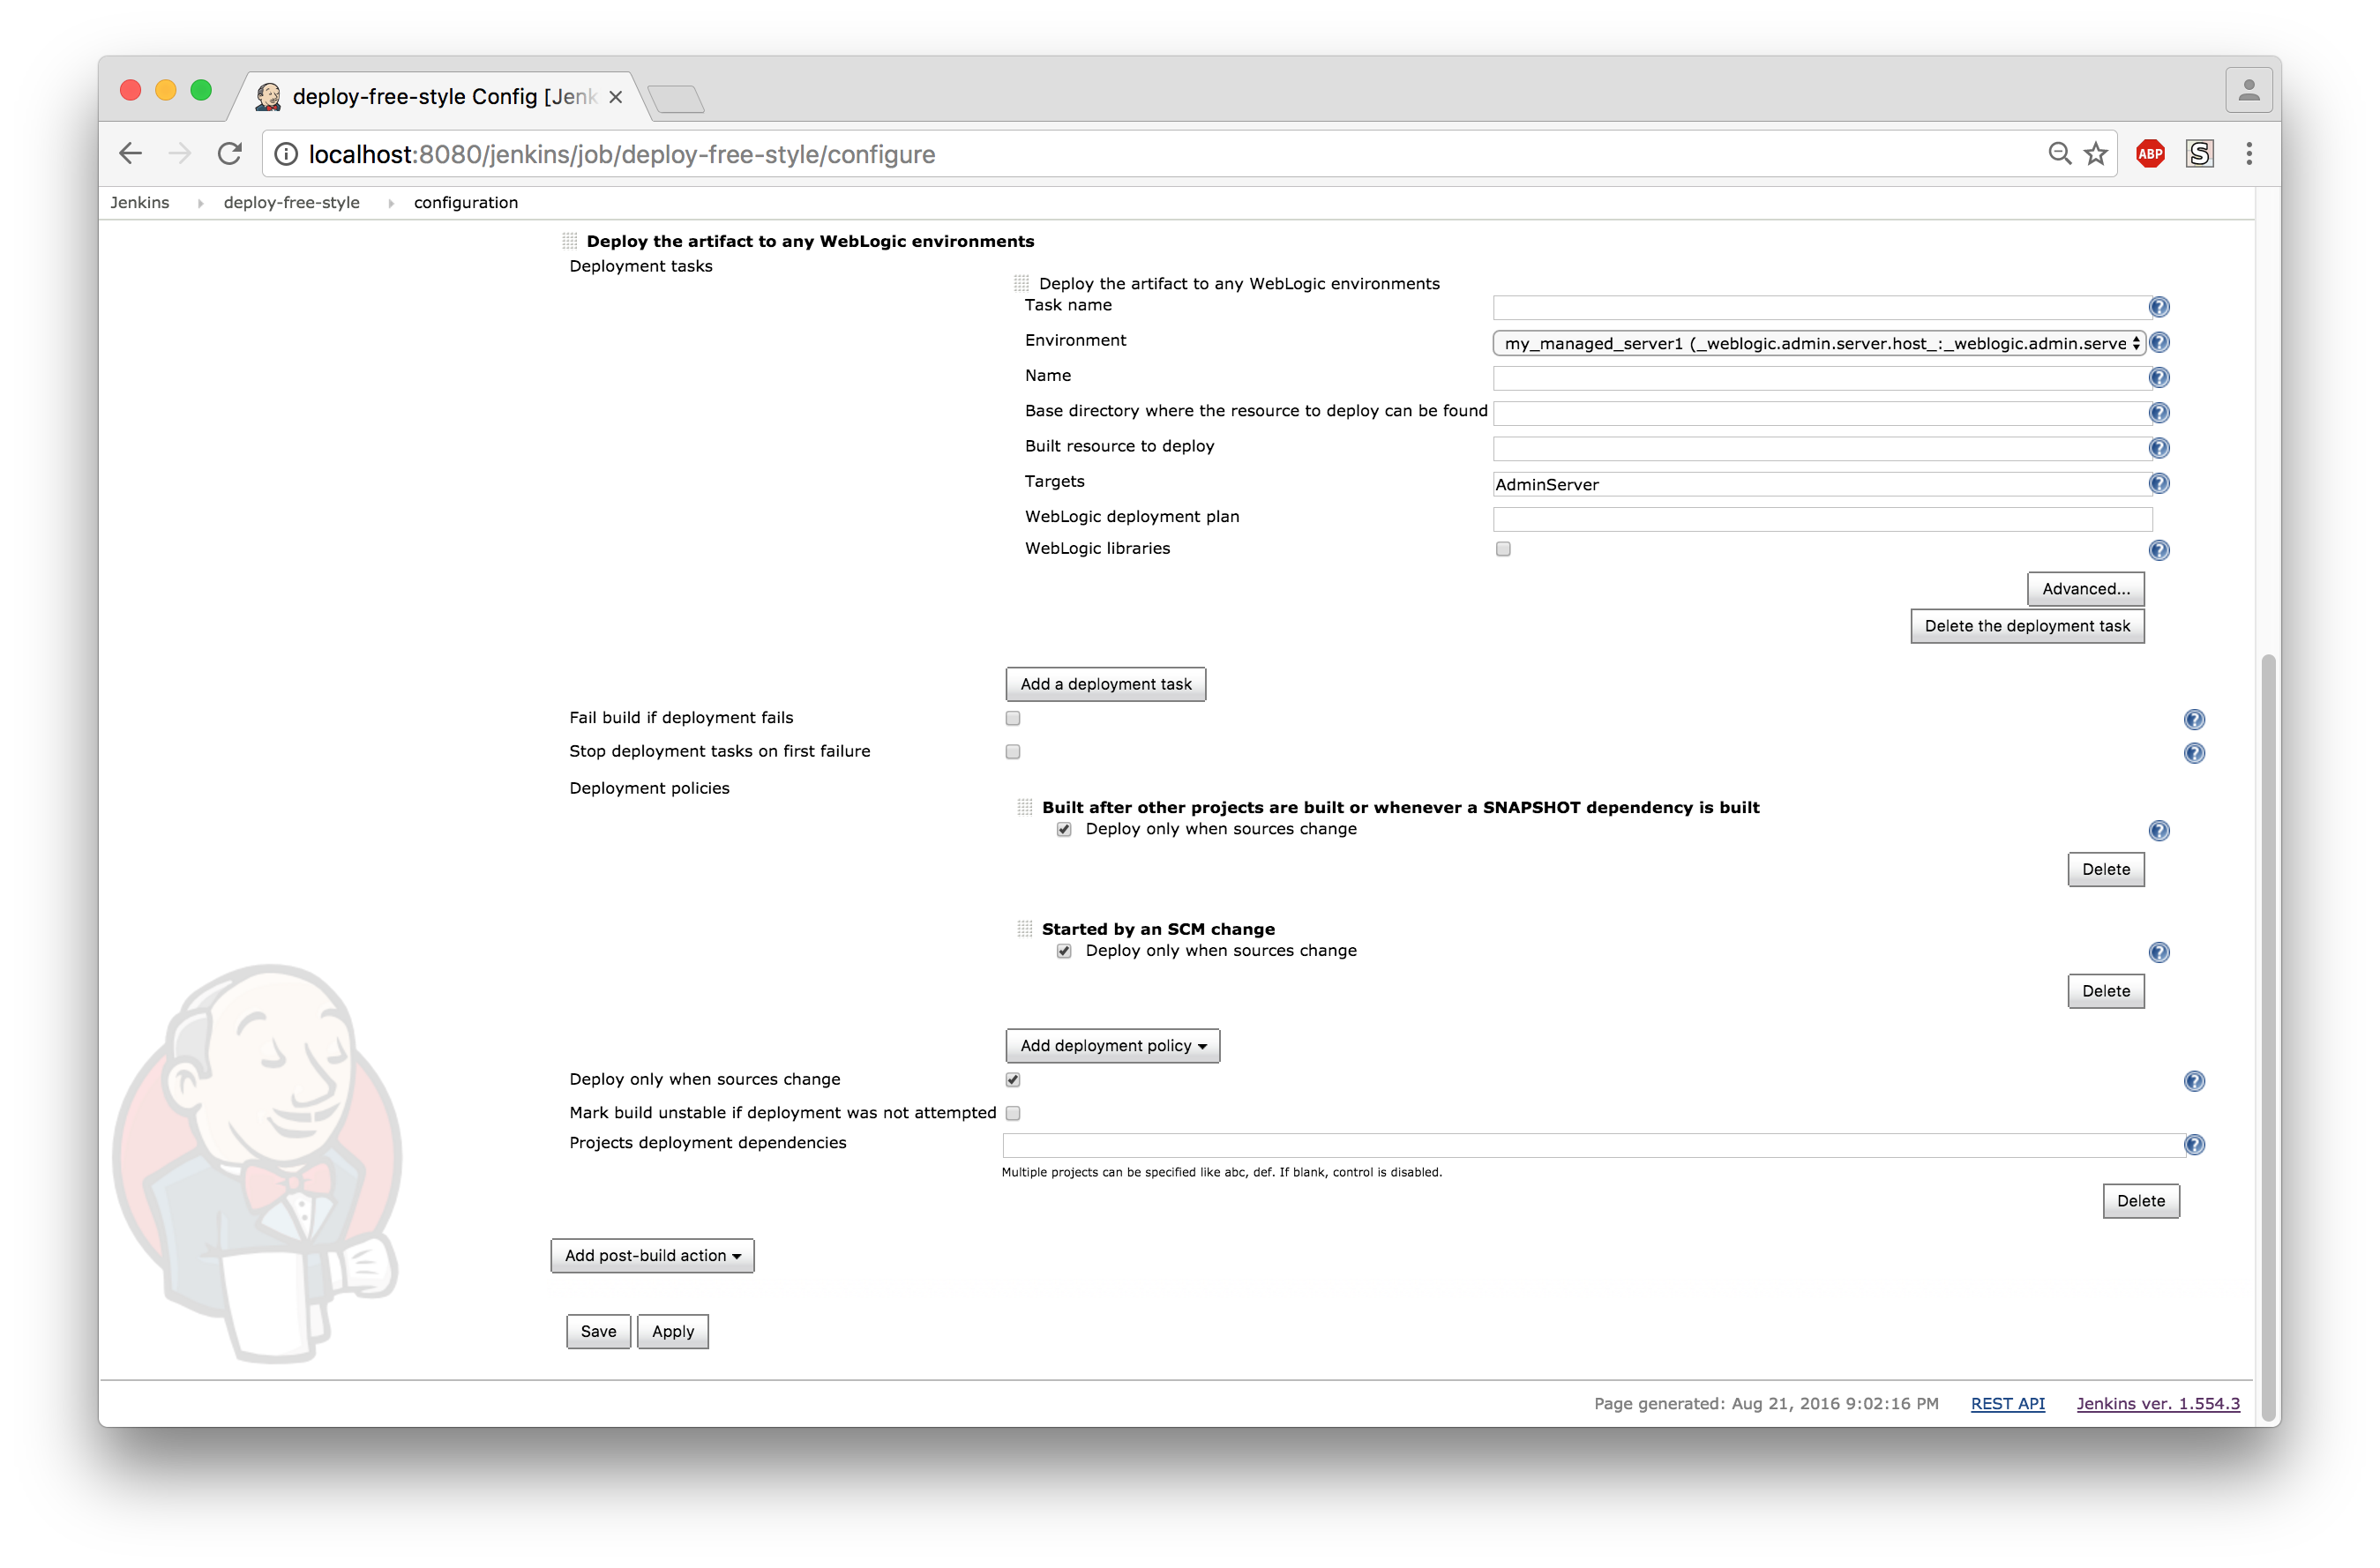 deploy-free-style Config [Jenk
localhost:8080/jenkins/job/deploy-free-style/configure
ABP
S
Jenkins deploy-free-style configuration
Deploy the artifact to any WebLogic environments
Deployment tasks
Deploy the artifact to any WebLogic environments
Task name
Environment my_managed_server1 (_weblogic.admin.server.host_:_weblogic.admin.serve
Name
Base directory where the resource to deploy can be found
Built resource to deploy
Targets AdminServer
WebLogic deployment plan
WebLogic libraries
Advanced...
Delete the deployment task
Add a deployment task
Fail build if deployment fails
Stop deployment tasks on first failure
Deployment policies
Built after other projects are built or whenever a SNAPSHOT dependency is built
Deploy only when sources change
Delete
Started by an SCM change
Deploy only when sources change
Delete
Add deployment policy
Deploy only when sources change
Mark build unstable if deployment was not attempted
Projects deployment dependencies
Multiple projects can be specified like abc, def. If blank, control is disabled.
Delete
Add post-build action
Save Apply
Page generated: Aug 21, 2016 9:02:16 PM REST API Jenkins ver. 1.554.3